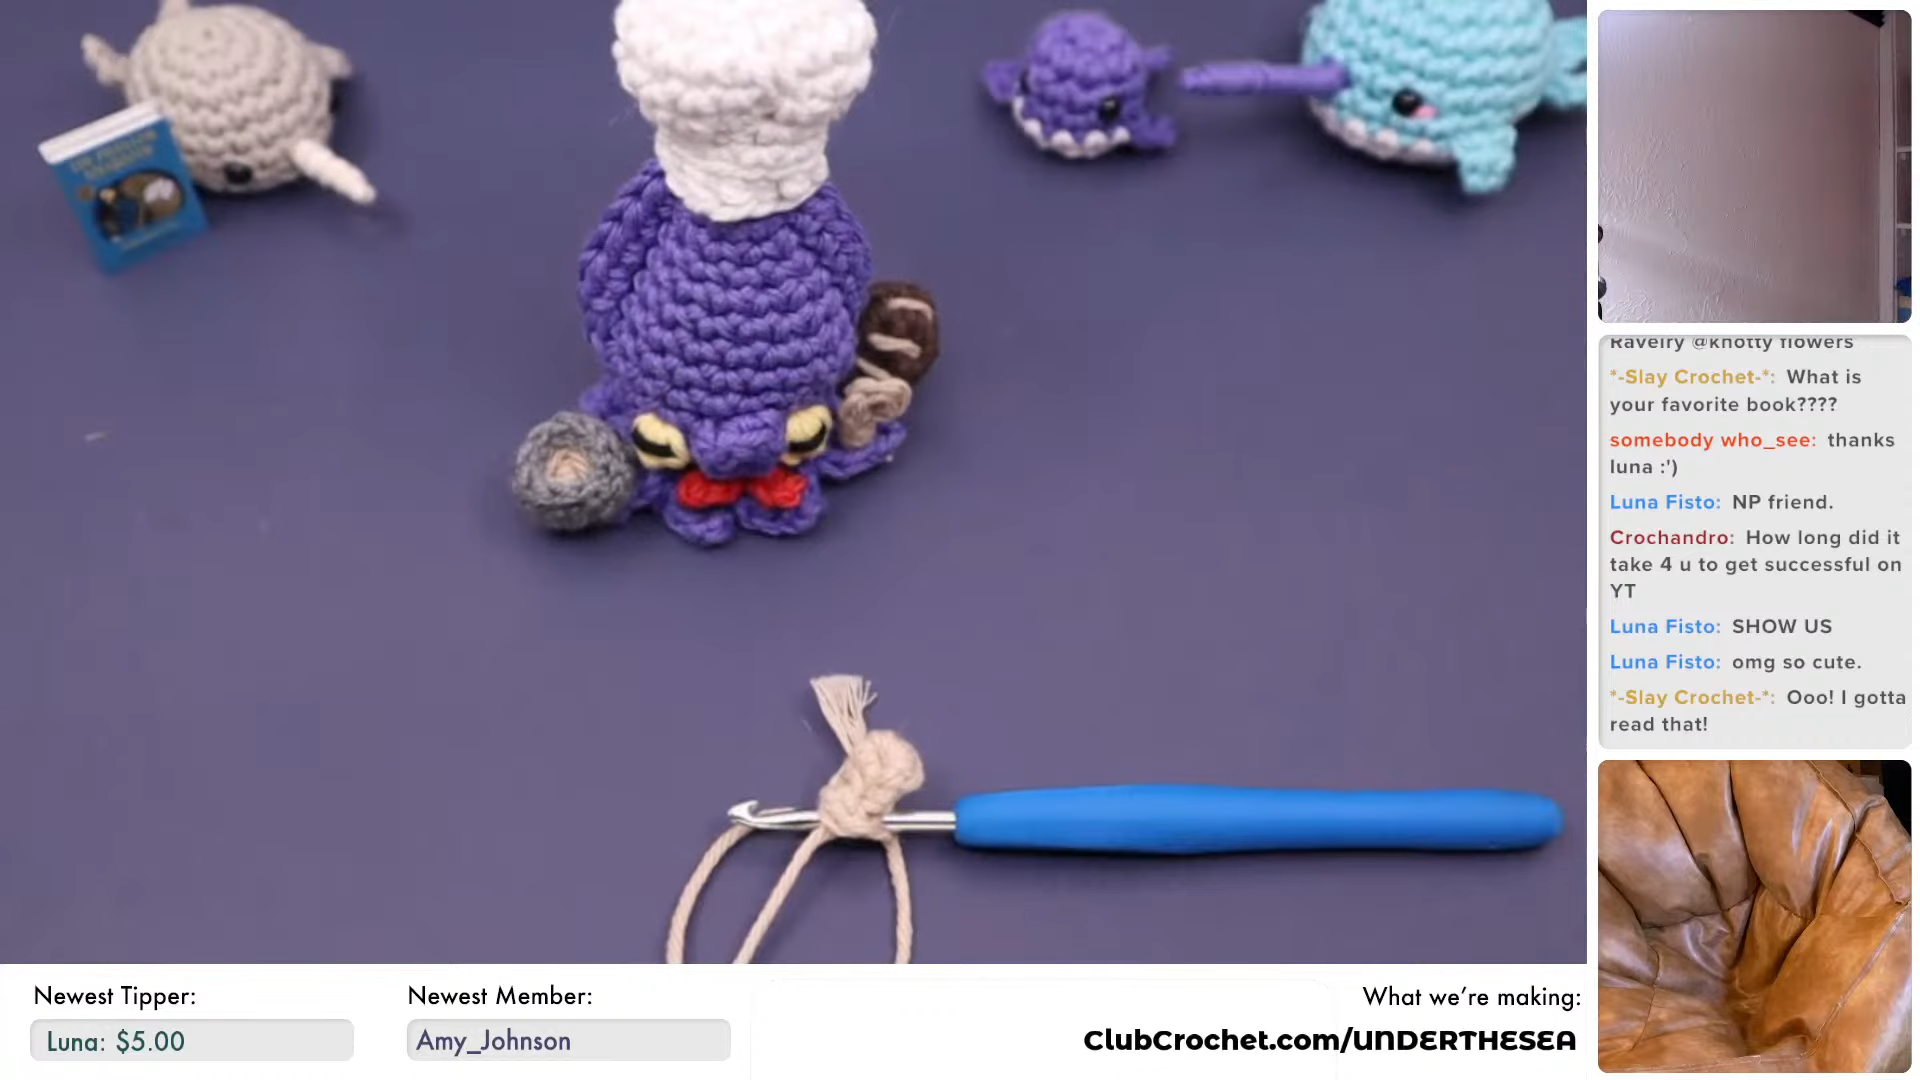 Ravelry @knotty flowers
*-Slay Crochet-*: What is
your favorite book????
somebody who_see: thanks
luna :')
Luna Fisto: NP friend.
Crochandro: How long did it
take 4 u to get successful on
YT
Luna Fisto: SHOW US
Luna Fisto: omg so cute.
*-Slay Crochet-*: Ooo! I gotta
read that!
Newest Tipper:
Luna: $5.00
Newest Member:
Amy_Johnson
What we’re making:
ClubCrochet.com/UNDERTHESEA